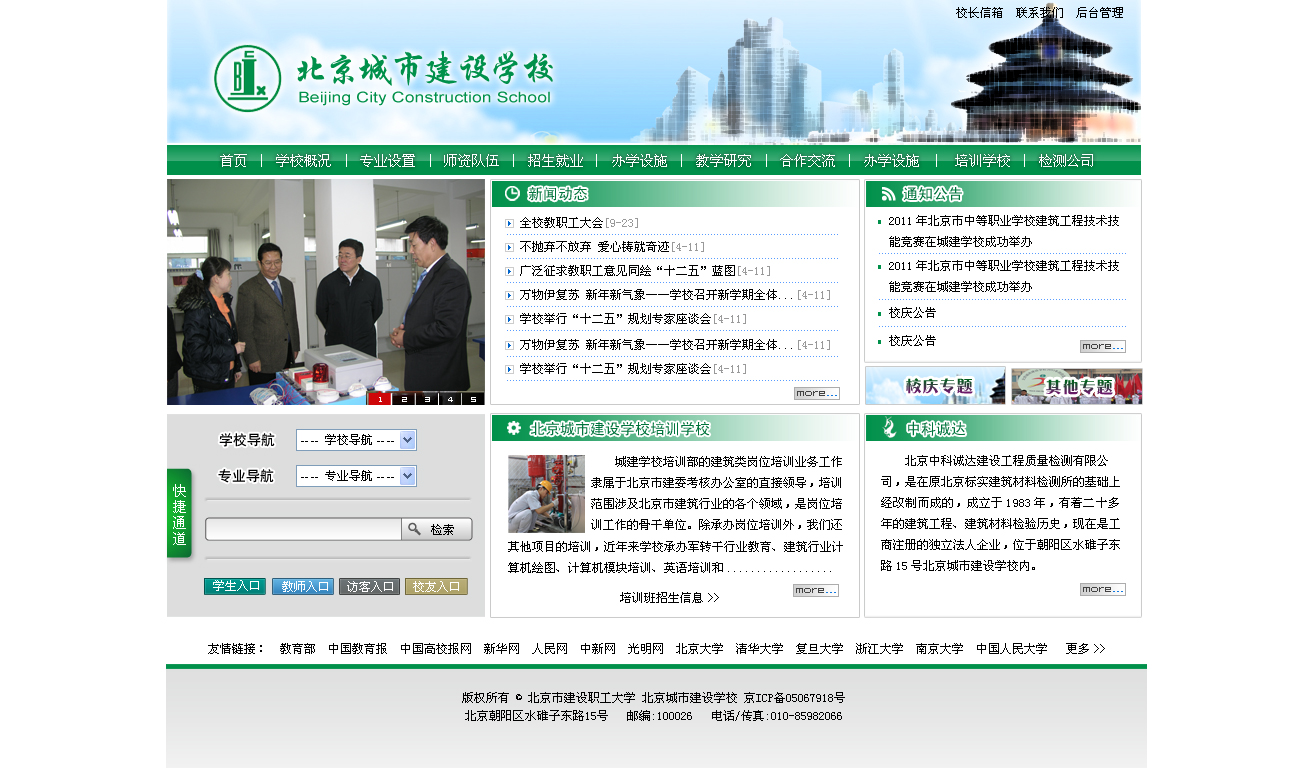 校长信箱 联系我们 后台管理
北京城市建设学校
Beijing City Construction School
首页 | 学校概况 | 专业设置 | 师资队伍 | 招生就业 | 办学设施 | 教学研究 | 合作交流 | 办学设施 | 培训学校 | 检测公司
1 2 3 4 5
新闻动态
全校教职工大会[9-23]
不抛弃不放弃 爱心铸就奇迹[4-11]
广泛征求教职工意见同绘“十二五”蓝图[4-11]
万物伊复苏 新年新气象——学校召开新学期全体...[4-11]
学校举行“十二五”规划专家座谈会[4-11]
万物伊复苏 新年新气象——学校召开新学期全体...[4-11]
学校举行“十二五”规划专家座谈会[4-11]
more...
通知公告
2011 年北京市中等职业学校建筑工程技术技
能竞赛在城建学校成功举办
2011 年北京市中等职业学校建筑工程技术技
能竞赛在城建学校成功举办
校庆公告
校庆公告
more...
校庆专题
其他专题
快捷通道
学校导航 ---- 学校导航 ----
专业导航 ---- 专业导航 ----
检索
学生入口 教师入口 访客入口 校友入口
北京城市建设学校培训学校
城建学校培训部的建筑类岗位培训业务工作
隶属于北京市建委考核办公室的直接领导，培训
范围涉及北京市建筑行业的各个领域，是岗位培
训工作的骨干单位。除承办岗位培训外，我们还
其他项目的培训，近年来学校承办军转干行业教育、建筑行业计
算机绘图、计算机模块培训、英语培训和..................
培训班招生信息 >>
more...
中科诚达
北京中科诚达建设工程质量检测有限公
司，是在原北京标实建筑材料检测所的基础上
经改制而成的，成立于 1983 年，有着二十多
年的建筑工程、建筑材料检验历史，现在是工
商注册的独立法人企业，位于朝阳区水碓子东
路 15 号北京城市建设学校内。
more...
友情链接： 教育部 中国教育报 中国高校报网 新华网 人民网 中新网 光明网 北京大学 清华大学 复旦大学 浙江大学 南京大学 中国人民大学 更多 >>
版权所有 © 北京市建设职工大学 北京城市建设学校 京ICP备05067918号
北京朝阳区水碓子东路15号 邮编:100026 电话/传真:010-85982066